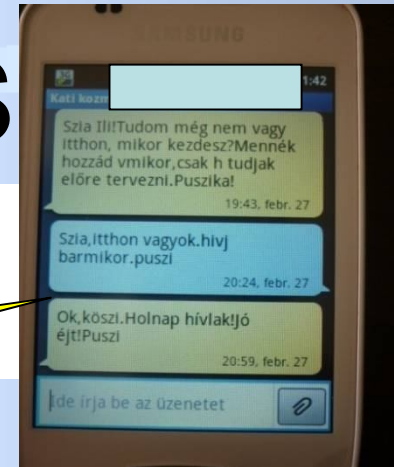 SAMSUNG
S
1:42
Kati kozm
Szia Ili!Tudom még nem vagy
itthon, mikor kezdesz?Mennék
hozzád vmikor,csak h tudjak
előre tervezni.Puszika!
19:43, febr. 27
Szia,itthon vagyok.hivj
barmikor.puszi
20:24, febr. 27
Ok,köszi.Holnap hívlak!Jó
éjt!Puszi
20:59, febr. 27
Ide írja be az üzenetet